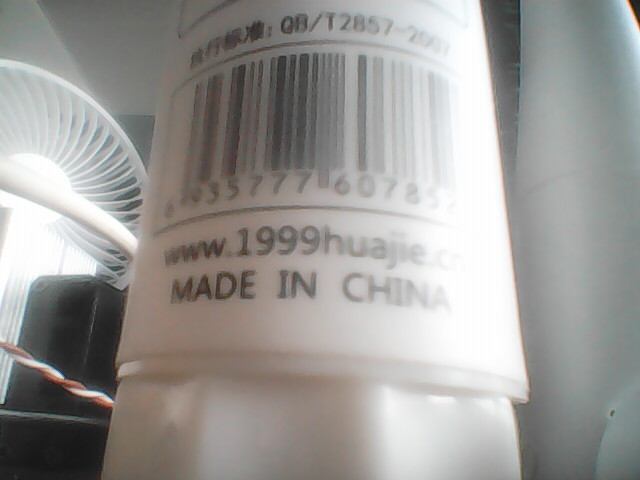 执行标准：QB/T2857-2007
6 935777 60785
www.1999huajie.cn
MADE IN CHINA